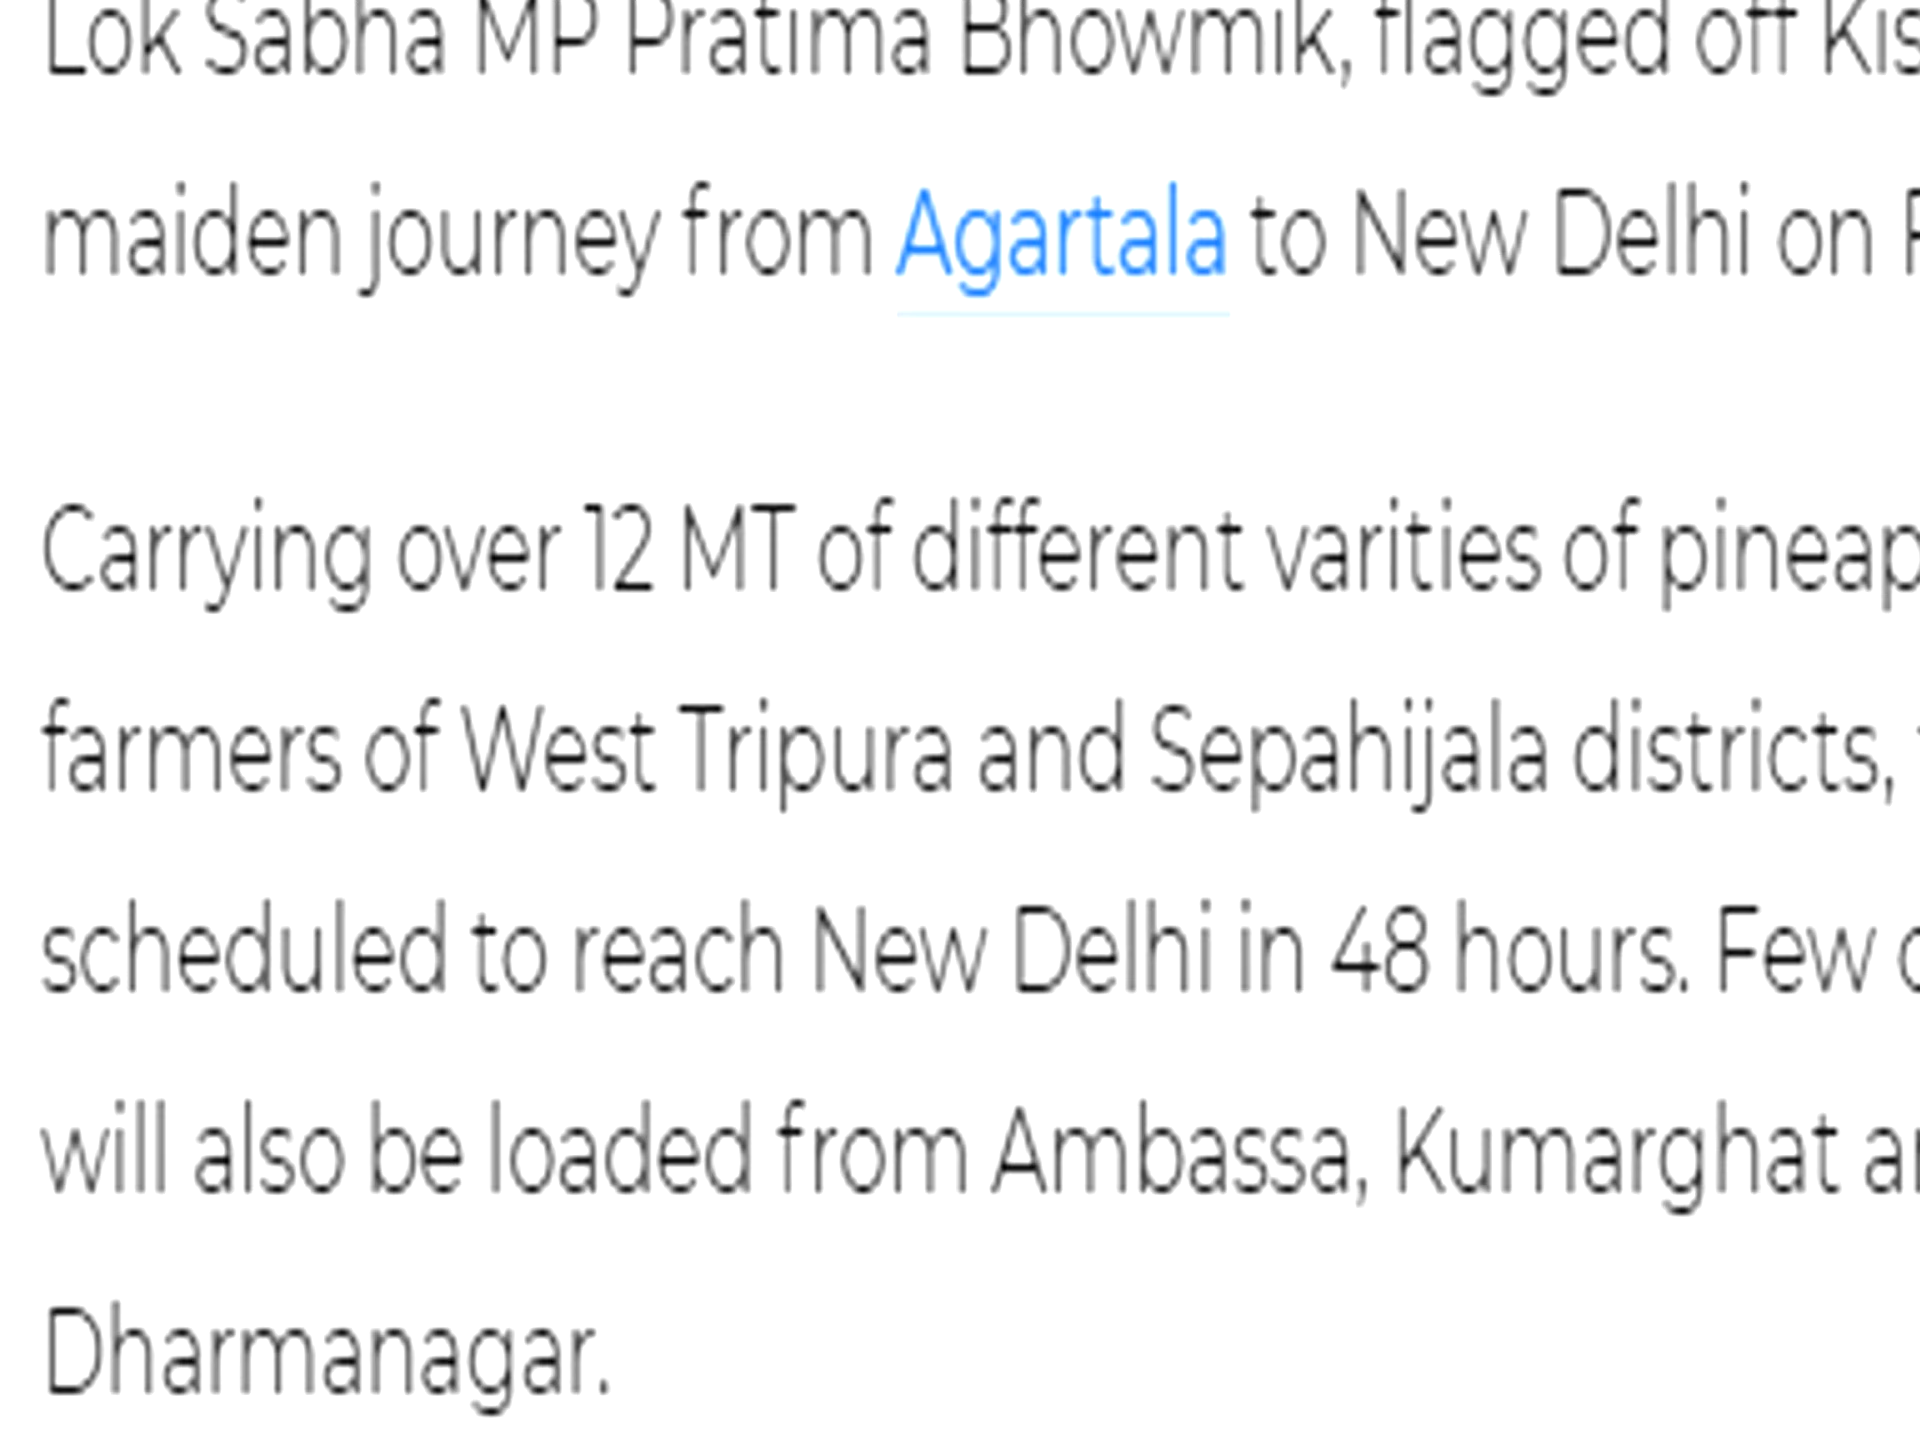 Lok Sabha MP Pratima Bhowmik, flagged off Kis
maiden journey from Agartala to New Delhi on
Carrying over 12 MT of different varities of pineap
farmers of West Tripura and Sepahijala districts,
scheduled to reach New Delhi in 48 hours. Few
will also be loaded from Ambassa, Kumarghat
Dharmanagar.